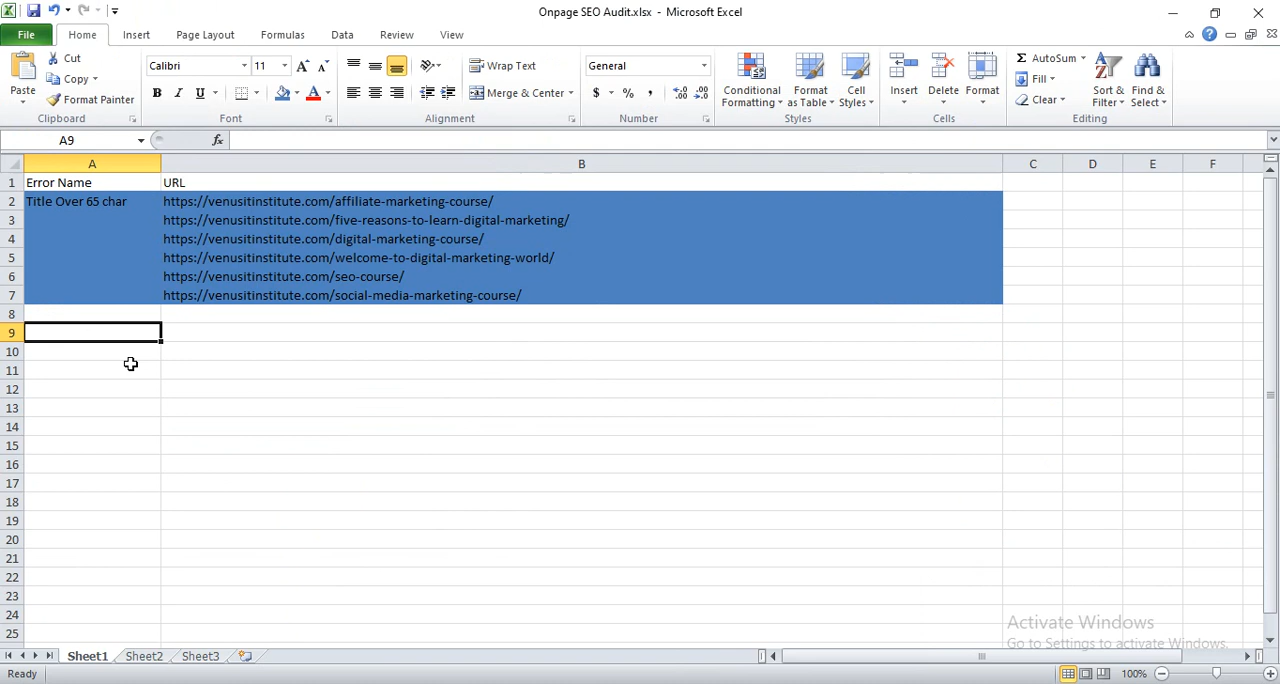 Onpage SEO Audit.xlsx - Microsoft Excel
File Home Insert Page Layout Formulas Data Review View
Paste Cut Copy Format Painter Clipboard
Calibri 11 A A B I U A Font
Wrap Text Merge & Center Alignment
General $ % , .00 Number
Conditional Formatting Format as Table Cell Styles Styles
Insert Delete Format Cells
Σ AutoSum Fill Clear Sort & Filter Find & Select Editing
A9 fx
A B C D E F
1 Error Name URL
2 Title Over 65 char https://venusitinstitute.com/affiliate-marketing-course/
3 https://venusitinstitute.com/five-reasons-to-learn-digital-marketing/
4 https://venusitinstitute.com/digital-marketing-course/
5 https://venusitinstitute.com/welcome-to-digital-marketing-world/
6 https://venusitinstitute.com/seo-course/
7 https://venusitinstitute.com/social-media-marketing-course/
8
9
10
11
12
13
14
15
16
17
18
19
20
21
22
23
24 Activate Windows
25 Go to Settings to activate Windows.
Sheet1 Sheet2 Sheet3
Ready 100%